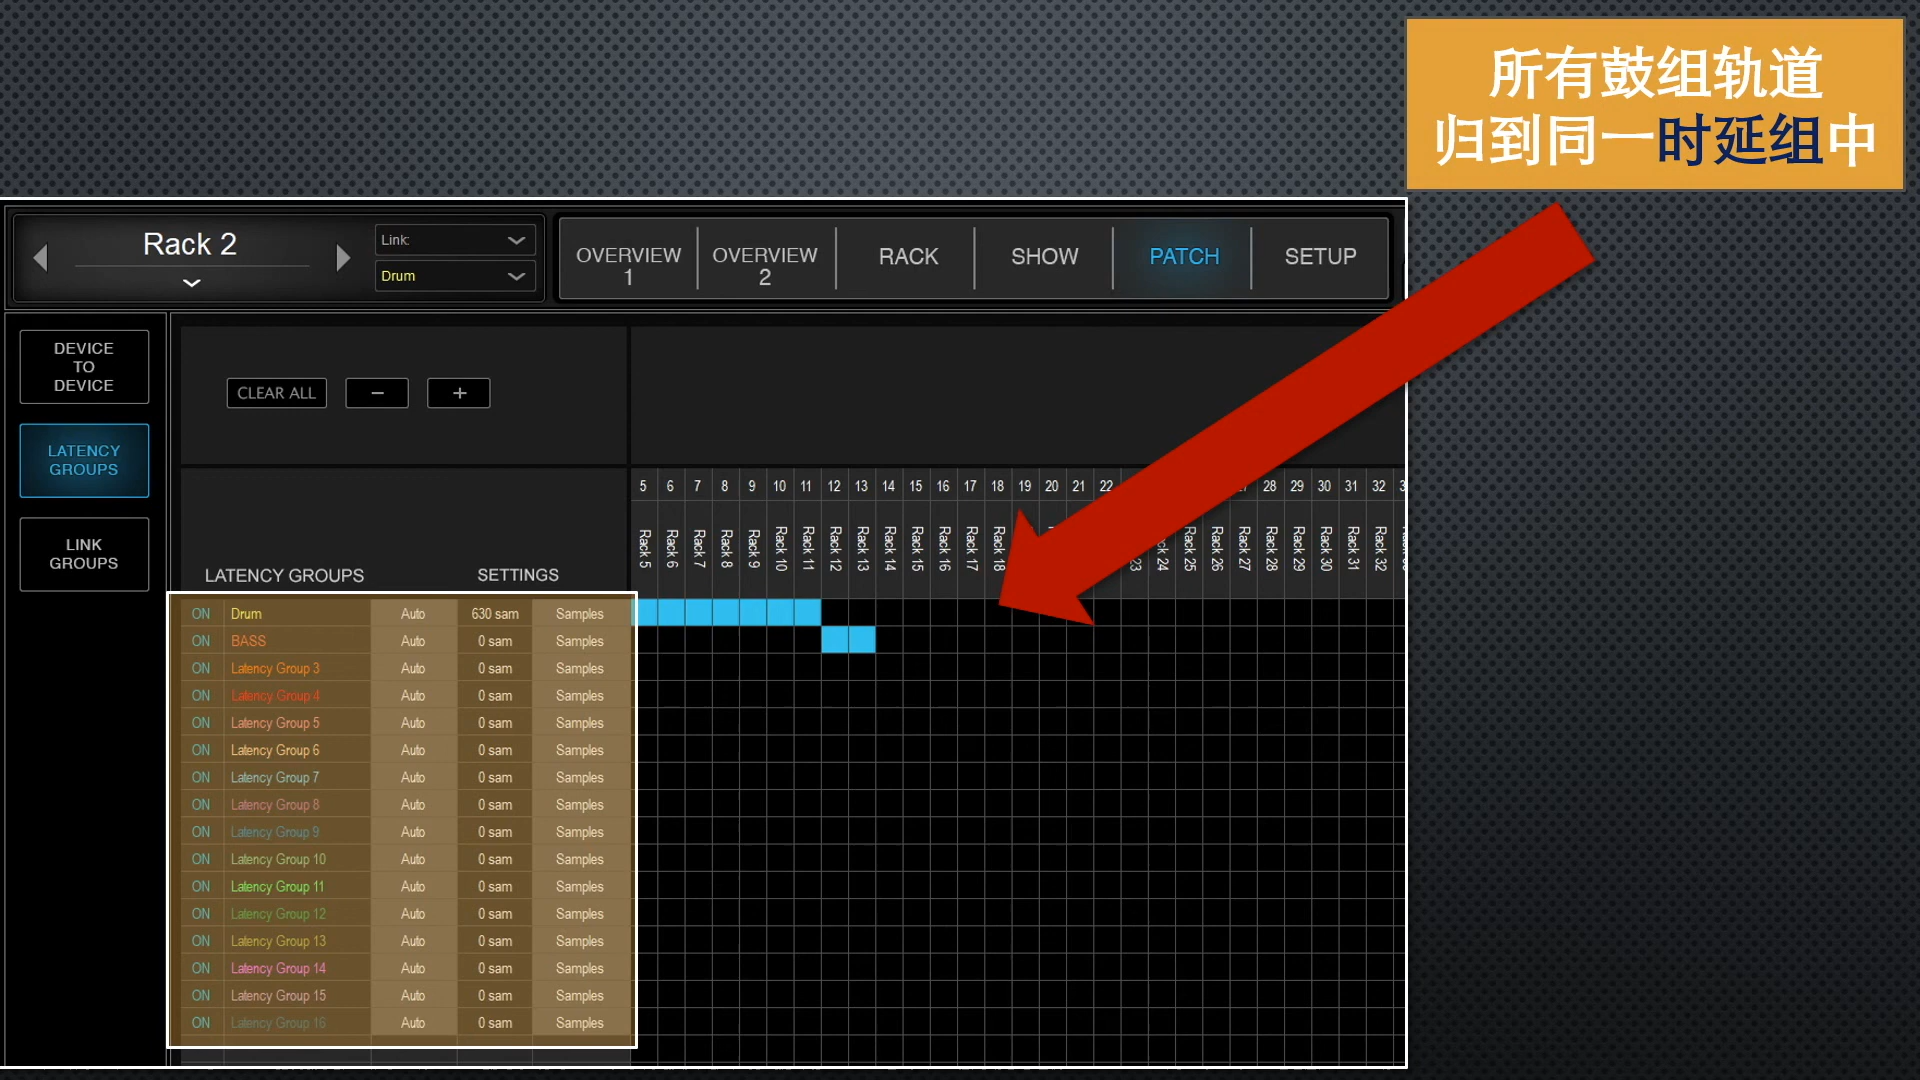 所有鼓组轨道
归到同一时延组中
Rack 2
Link:
Drum
OVERVIEW 1
OVERVIEW 2
RACK
SHOW
PATCH
SETUP
DEVICE
TO
DEVICE
LATENCY
GROUPS
LINK
GROUPS
CLEAR ALL
−
+
5 6 7 8 9 10 11 12 13 14 15 16 17 18 19 20 21 22 28 29 30 31 32
Rack 5 Rack 6 Rack 7 Rack 8 Rack 9 Rack 10 Rack 11 Rack 12 Rack 13 Rack 14 Rack 15 Rack 16 Rack 17 Rack 18 23 24 Rack 25 Rack 26 Rack 27 Rack 28 Rack 29 Rack 30 Rack 31 Rack 32
LATENCY GROUPS SETTINGS
ON Drum Auto 630 sam Samples
ON BASS Auto 0 sam Samples
ON Latency Group 3 Auto 0 sam Samples
ON Latency Group 4 Auto 0 sam Samples
ON Latency Group 5 Auto 0 sam Samples
ON Latency Group 6 Auto 0 sam Samples
ON Latency Group 7 Auto 0 sam Samples
ON Latency Group 8 Auto 0 sam Samples
ON Latency Group 9 Auto 0 sam Samples
ON Latency Group 10 Auto 0 sam Samples
ON Latency Group 11 Auto 0 sam Samples
ON Latency Group 12 Auto 0 sam Samples
ON Latency Group 13 Auto 0 sam Samples
ON Latency Group 14 Auto 0 sam Samples
ON Latency Group 15 Auto 0 sam Samples
ON Latency Group 16 Auto 0 sam Samples